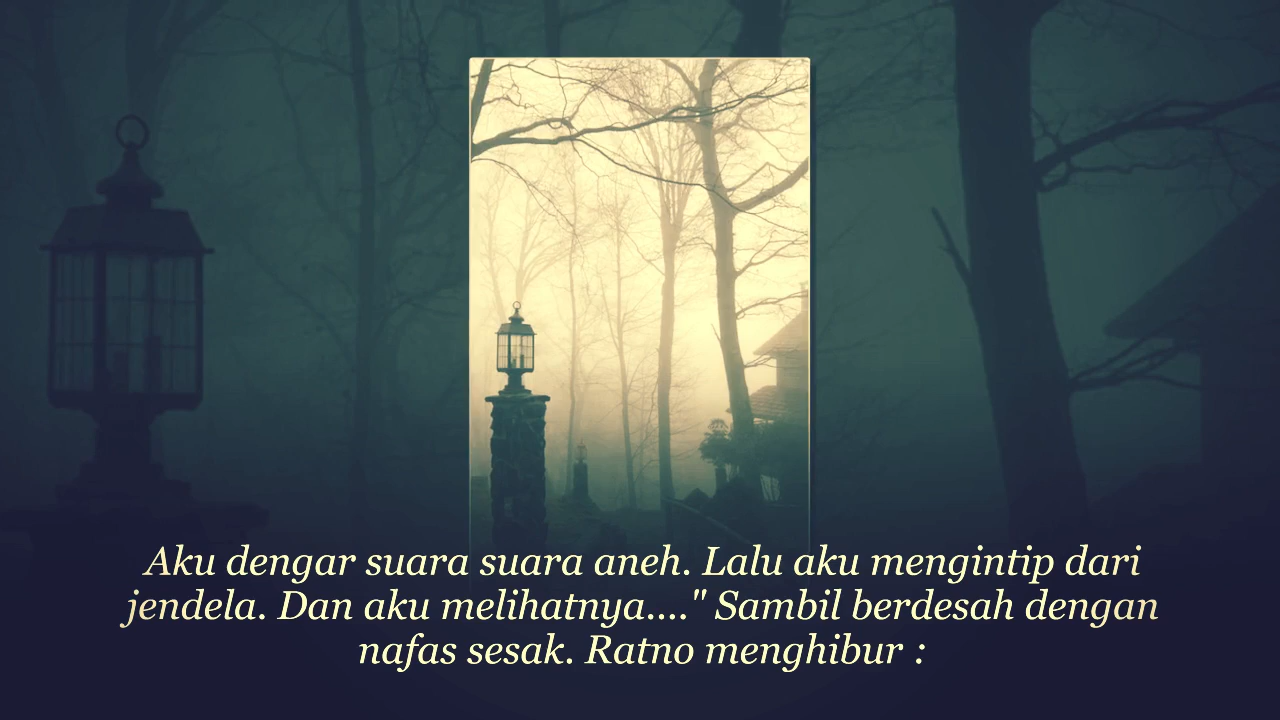 Aku dengar suara suara aneh. Lalu aku mengintip dari
jendela. Dan aku melihatnya...." Sambil berdesah dengan
nafas sesak. Ratno menghibur :